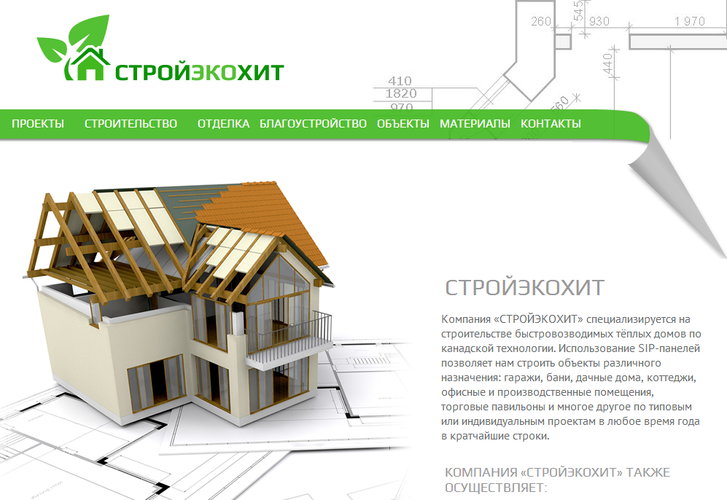 260 545 930 1 970
440
410
1820
970
560
СТРОЙЭКОХИТ
ПРОЕКТЫ СТРОИТЕЛЬСТВО ОТДЕЛКА БЛАГОУСТРОЙСТВО ОБЪЕКТЫ МАТЕРИАЛЫ КОНТАКТЫ
СТРОЙЭКОХИТ
Компания «СТРОЙЭКОХИТ» специализируется на
строительстве быстровозводимых тёплых домов по
канадской технологии. Использование SIP-панелей
позволяет нам строить объекты различного
назначения: гаражи, бани, дачные дома, коттеджи,
офисные и производственные помещения,
торговые павильоны и многое другое по типовым
или индивидуальным проектам в любое время года
в кратчайшие строки.
КОМПАНИЯ «СТРОЙЭКОХИТ» ТАКЖЕ
ОСУЩЕСТВЛЯЕТ: